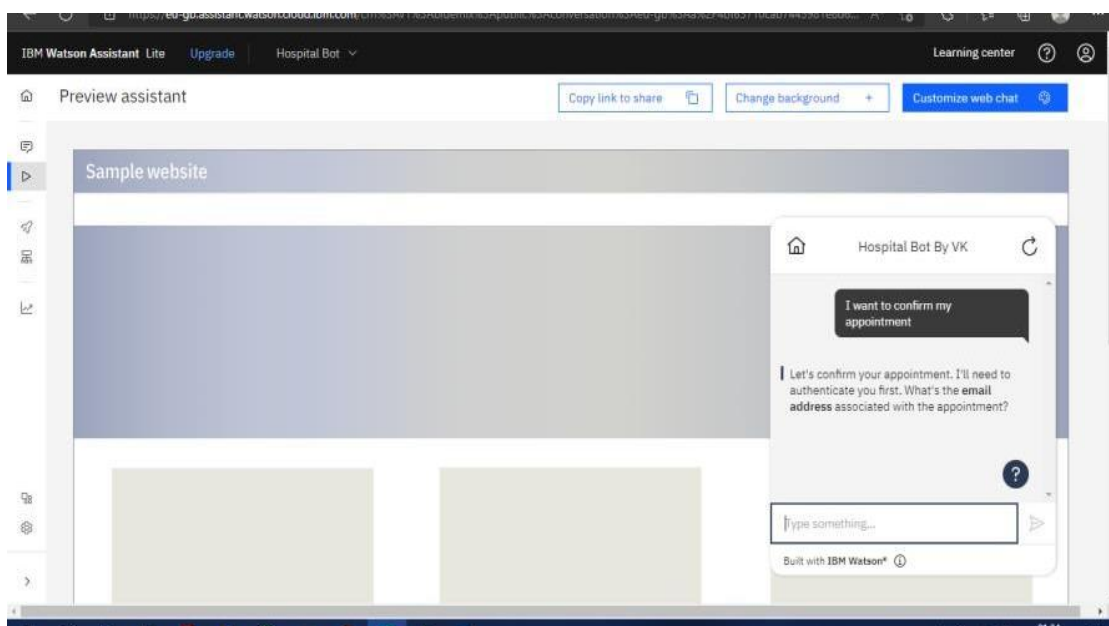 IBM Watson Assistant Lite Upgrade Hospital Bot Learning center
Preview assistant Copy link to share Change background + Customize web chat
Sample website
Hospital Bot By VK
I want to confirm my
appointment
Let's confirm your appointment. I'll need to
authenticate you first. What's the email
address associated with the appointment?
?
Type something...
Built with IBM Watson®